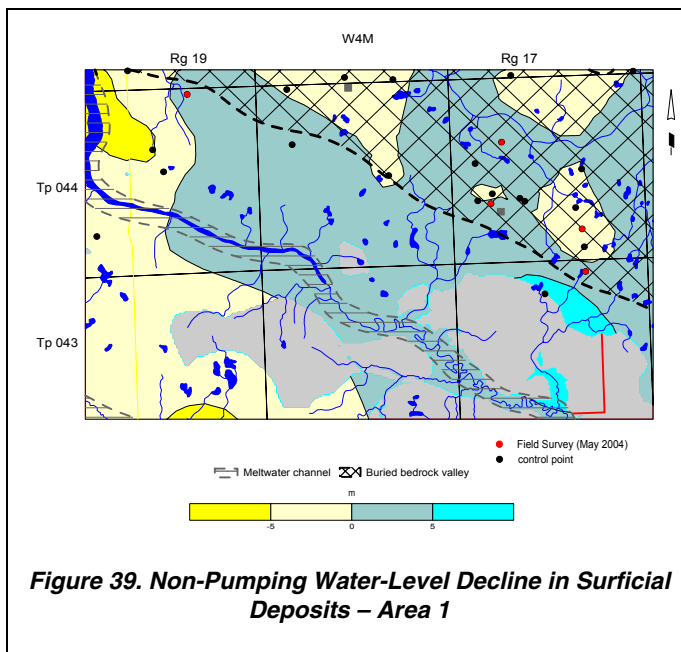 W4M
Rg 19
Rg 17
Tp 044
Tp 043
Field Survey (May 2004)
control point
Meltwater channel
Buried bedrock valley
m
-5
0
5
Figure 39. Non-Pumping Water-Level Decline in Surficial
Deposits – Area 1